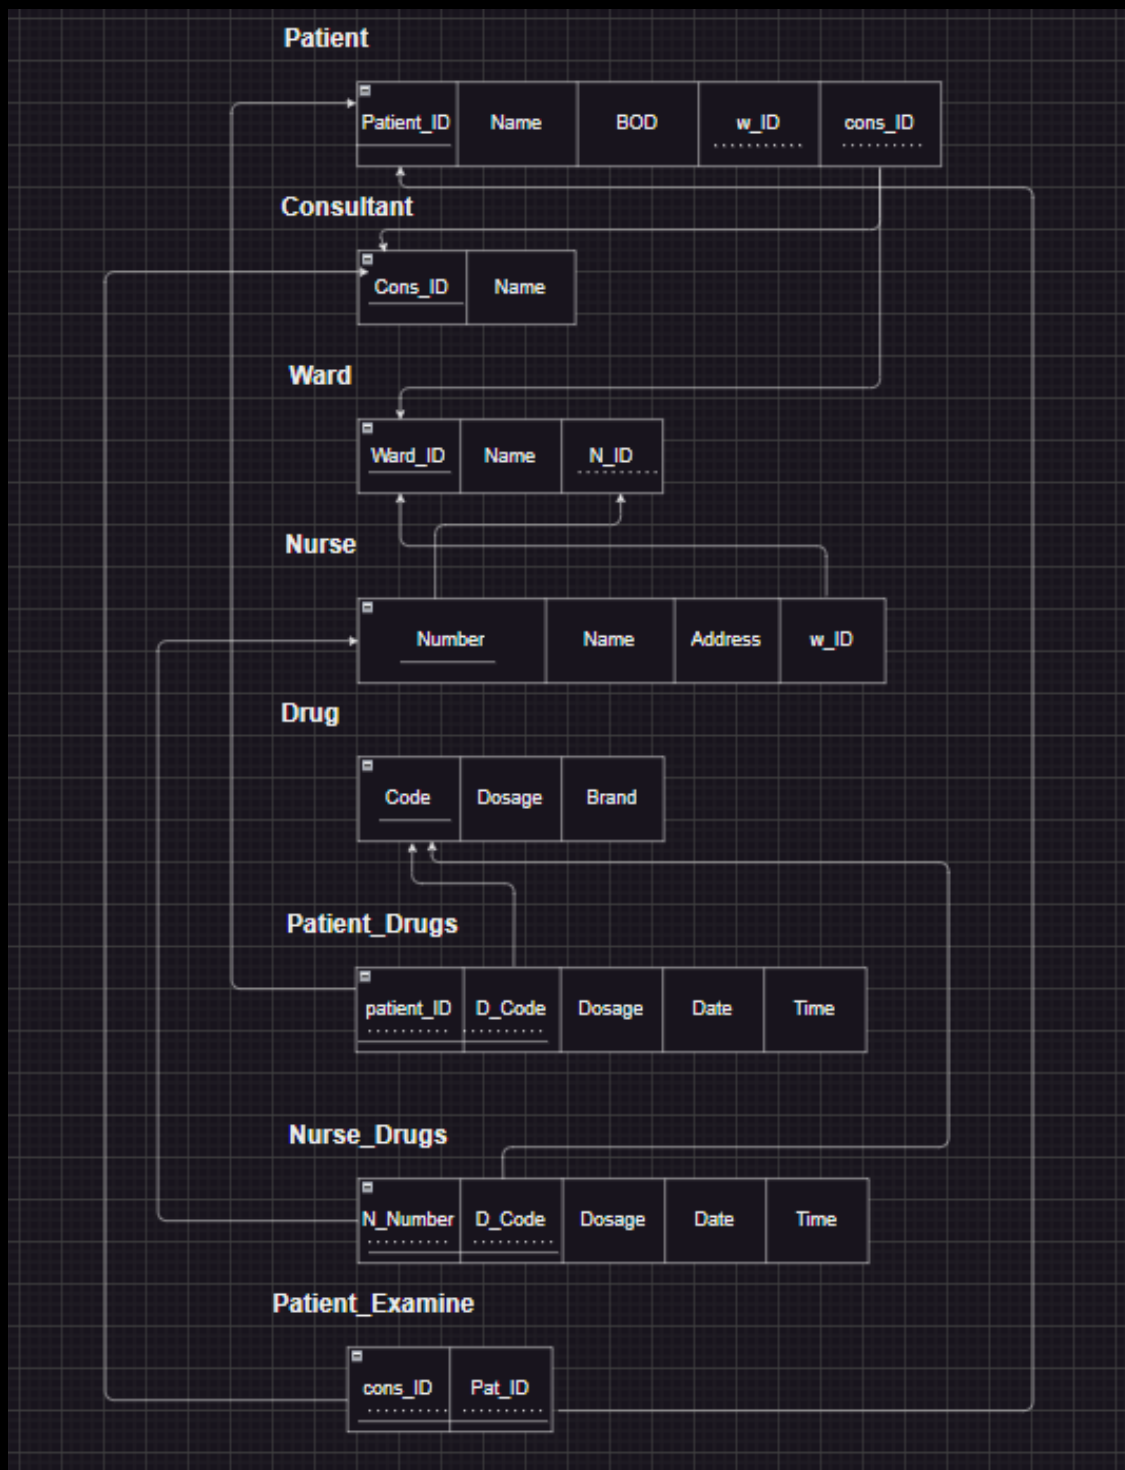 Patient
Patient_ID Name BOD w_ID cons_ID
Consultant
Cons_ID Name
Ward
Ward_ID Name N_ID
Nurse
Number Name Address w_ID
Drug
Code Dosage Brand
Patient_Drugs
patient_ID D_Code Dosage Date Time
Nurse_Drugs
N_Number D_Code Dosage Date Time
Patient_Examine
cons_ID Pat_ID